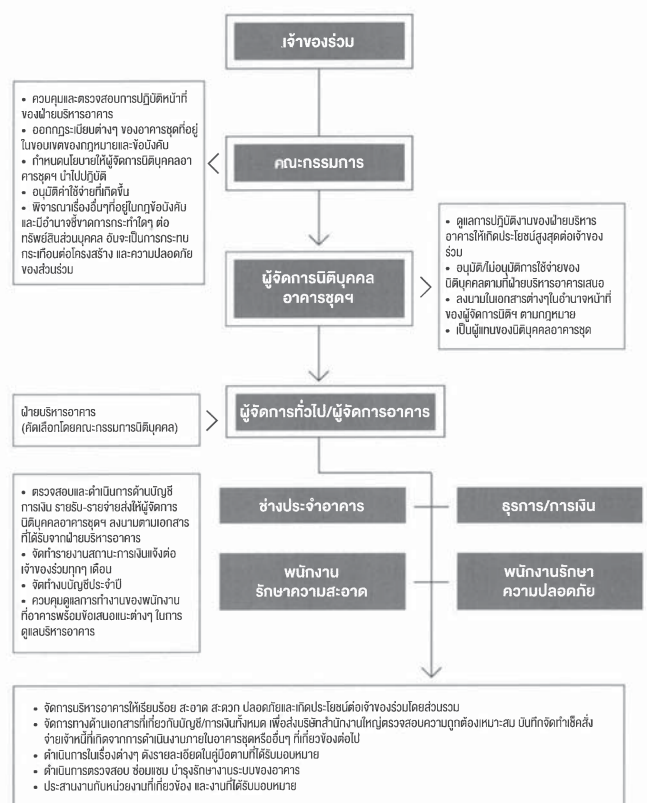 เจ้าของร่วม
• ควบคุมและตรวจสอบการปฏิบัติหน้าที่
ของฝ่ายบริหารอาคาร
• ออกกฎระเบียบต่างๆ ของอาคารชุดที่อยู่
ในขอบเขตของกฎหมายและข้อบังคับ
• กำหนดนโยบายให้ผู้จัดการนิติบุคคลอา
คารชุดฯ นำไปปฏิบัติ
• อนุมัติค่าใช้จ่ายที่เกิดขึ้น
• พิจารณาเรื่องอื่นๆที่อยู่ในกฎข้อบังคับ
และมีอำนาจชี้ขาดการกระทำใดๆ ต่อ
ทรัพย์สินส่วนบุคคล อันจะเป็นการกระทบ
กระเทือนต่อโครงสร้าง และความปลอดภัย
ของส่วนร่วม
คณะกรรมการ
ผู้จัดการนิติบุคคล
อาคารชุดฯ
• ดูแลการปฏิบัติงานของฝ่ายบริหาร
อาคารให้เกิดประโยชน์สูงสุดต่อเจ้าของ
ร่วม
• อนุมัติ/ไม่อนุมัติการใช้จ่ายของ
นิติบุคคลตามที่ฝ่ายบริหารอาคารเสนอ
• ลงนามในเอกสารต่างๆในอำนาจหน้าที่
ของผู้จัดการนิติฯ ตามกฎหมาย
• เป็นผู้แทนของนิติบุคคลอาคารชุด
ฝ่ายบริหารอาคาร
(คัดเลือกโดยคณะกรรมการนิติบุคคล)
ผู้จัดการทั่วไป/ผู้จัดการอาคาร
• ตรวจสอบและดำเนินการด้านบัญชี
การเงิน รายรับ-รายจ่ายส่งให้ผู้จัดการ
นิติบุคคลอาคารชุดฯ ลงนามตามเอกสาร
ที่ได้รับจากฝ่ายบริหารอาคาร
• จัดทำรายงานสถานะการเงินแจ้งต่อ
เจ้าของร่วมทุกๆ เดือน
• จัดทำงบบัญชีประจำปี
• ควบคุมดูแลการทำงานของพนักงาน
ที่อาคารพร้อมข้อเสนอแนะต่างๆ ในการ
ดูแลบริหารอาคาร
ช่างประจำอาคาร
ธุรการ/การเงิน
พนักงาน
รักษาความสะอาด
พนักงานรักษา
ความปลอดภัย
• จัดการบริหารอาคารให้เรียบร้อย สะอาด สะดวก ปลอดภัยและเกิดประโยชน์ต่อเจ้าของร่วมโดยส่วนรวม
• จัดการทางด้านเอกสารที่เกี่ยวกับบัญชี/การเงินทั้งหมด เพื่อส่งบริษัทสำนักงานใหญ่ตรวจสอบความถูกต้องเหมาะสม บันทึกจัดทำเช็คสั่ง
จ่ายเจ้าหนี้ที่เกิดจากการดำเนินงานภายในอาคารชุดหรืออื่นๆ ที่เกี่ยวข้องต่อไป
• ดำเนินการในเรื่องต่างๆ ดังรายละเอียดในคู่มือตามที่ได้รับมอบหมาย
• ดำเนินการตรวจสอบ ซ่อมแซม บำรุงรักษางานระบบของอาคาร
• ประสานงานกับหน่วยงานที่เกี่ยวข้อง และงานที่ได้รับมอบหมาย